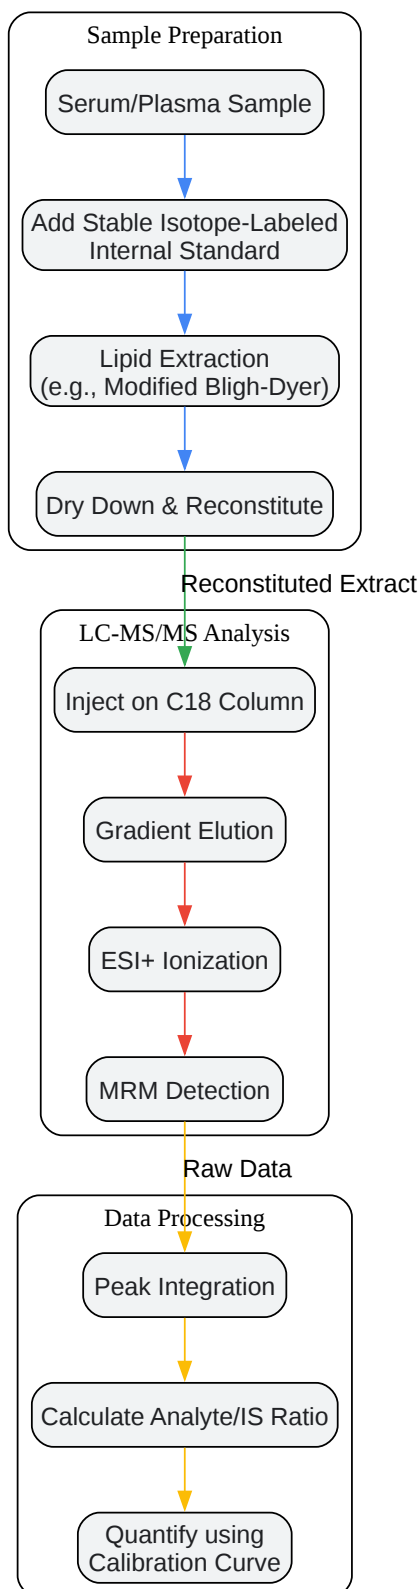 Sample Preparation
Serum/Plasma Sample
Add Stable Isotope-Labeled
Internal Standard
Lipid Extraction
(e.g., Modified Bligh-Dyer)
Dry Down & Reconstitute
Reconstituted Extract
LC-MS/MS Analysis
Inject on C18 Column
Gradient Elution
ESI+ Ionization
MRM Detection
Raw Data
Data Processing
Peak Integration
Calculate Analyte/IS Ratio
Quantify using
Calibration Curve